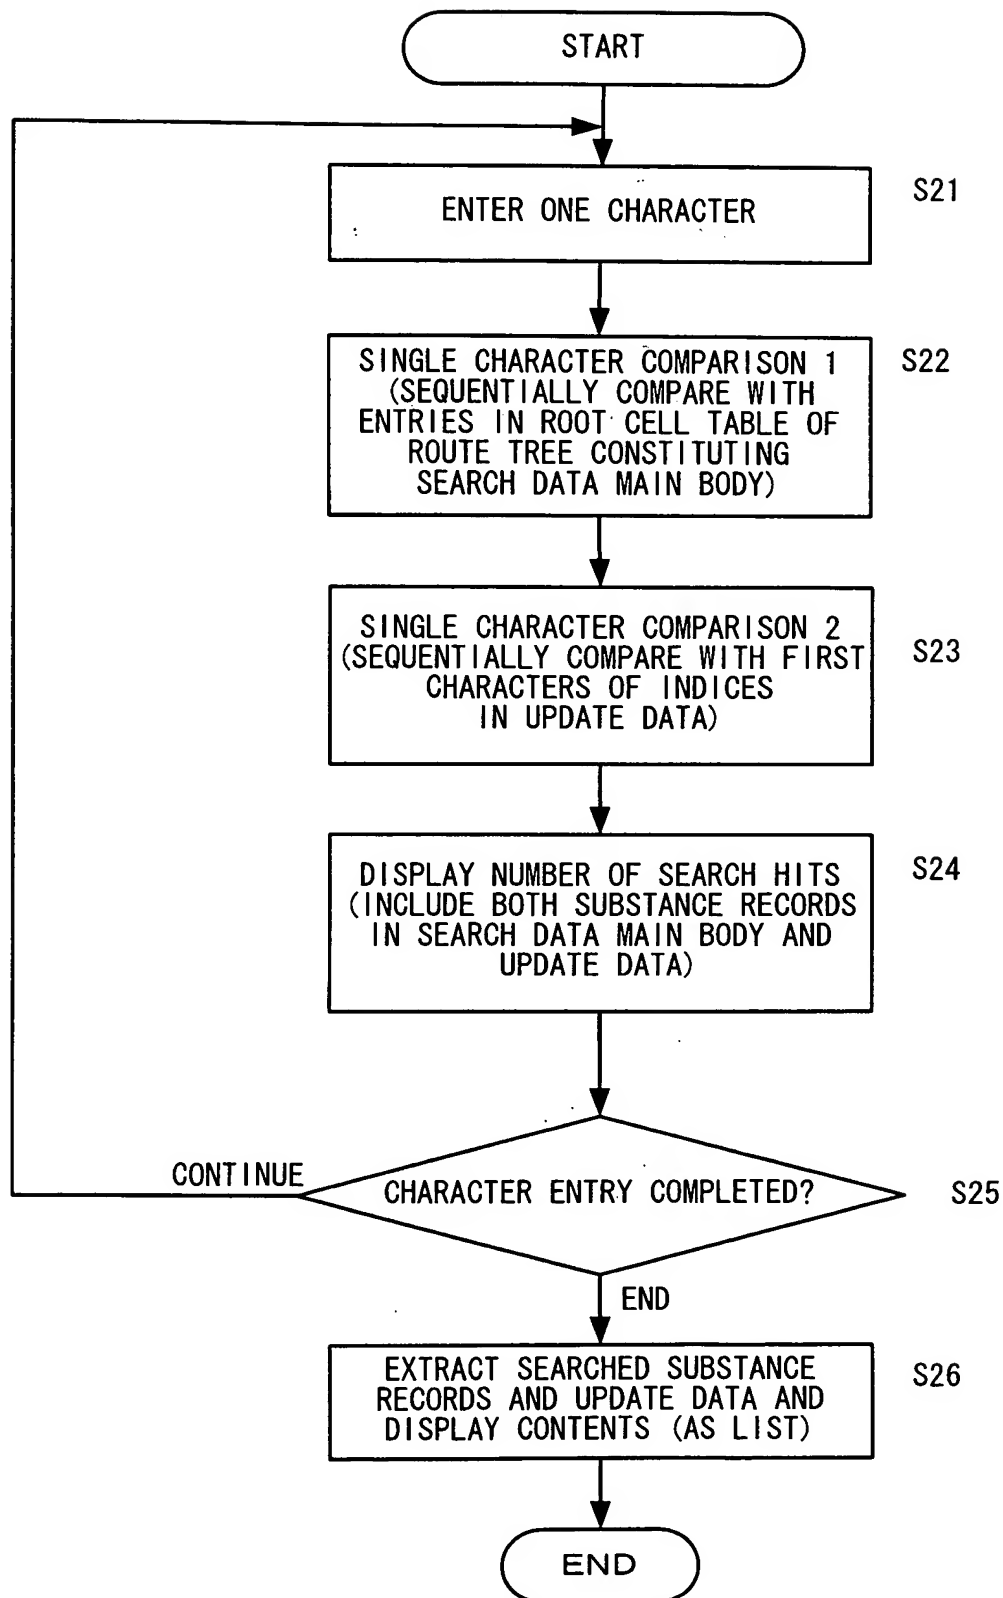 START
ENTER ONE CHARACTER
S21
SINGLE CHARACTER COMPARISON 1
(SEQUENTIALLY COMPARE WITH
ENTRIES IN ROOT CELL TABLE OF
ROUTE TREE CONSTITUTING
SEARCH DATA MAIN BODY)
S22
SINGLE CHARACTER COMPARISON 2
(SEQUENTIALLY COMPARE WITH FIRST
CHARACTERS OF INDICES
IN UPDATE DATA)
S23
DISPLAY NUMBER OF SEARCH HITS
(INCLUDE BOTH SUBSTANCE RECORDS
IN SEARCH DATA MAIN BODY AND
UPDATE DATA)
S24
CONTINUE
CHARACTER ENTRY COMPLETED?
S25
END
EXTRACT SEARCHED SUBSTANCE
RECORDS AND UPDATE DATA AND
DISPLAY CONTENTS (AS LIST)
S26
END